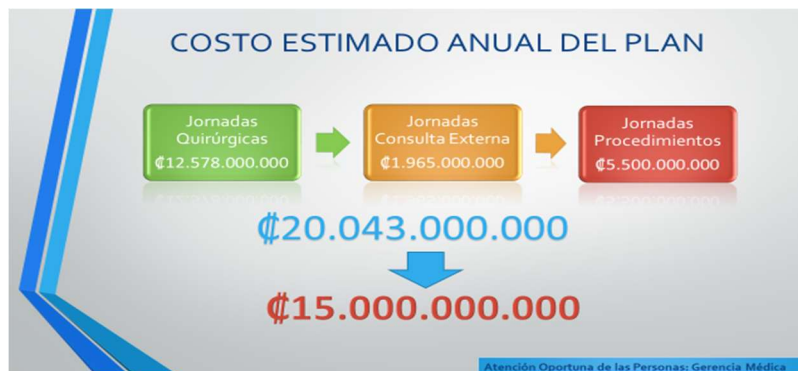 COSTO ESTIMADO ANUAL DEL PLAN
Jornadas
Quirúrgicas
₡12.578.000.000
Jornadas
Consulta Externa
₡1.965.000.000
Jornadas
Procedimientos
₡5.500.000.000
₡20.043.000.000
₡15.000.000.000
Atención Oportuna de las Personas: Gerencia Médica